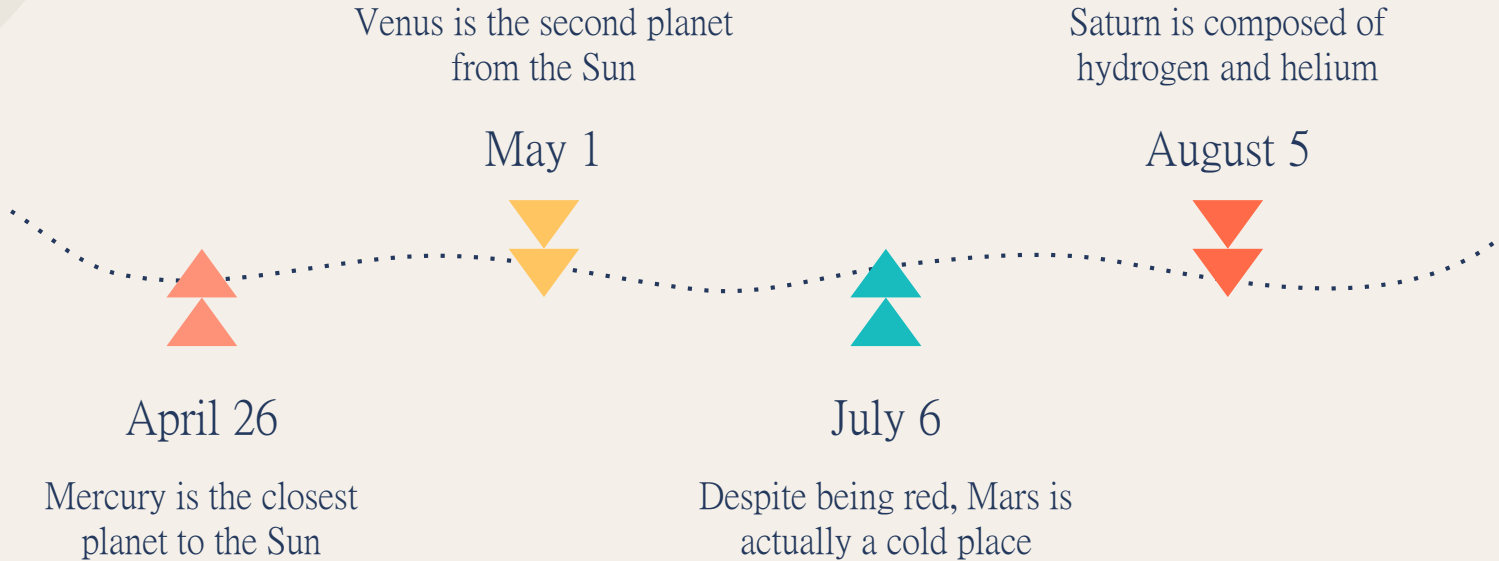 Venus is the second planet
from the Sun
May 1
Saturn is composed of
hydrogen and helium
August 5
April 26
Mercury is the closest
planet to the Sun
July 6
Despite being red, Mars is
actually a cold place